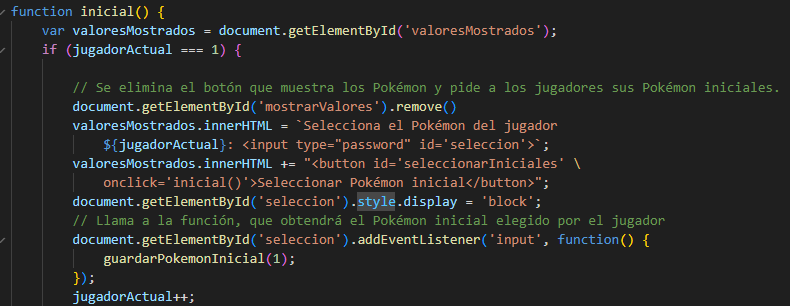 function inicial() {
    var valoresMostrados = document.getElementById('valoresMostrados');
    if (jugadorActual === 1) {

        // Se elimina el botón que muestra los Pokémon y pide a los jugadores sus Pokémon iniciales.
        document.getElementById('mostrarValores').remove()
        valoresMostrados.innerHTML = `Selecciona el Pokémon del jugador
            ${jugadorActual}: <input type="password" id='seleccion'>`;
        valoresMostrados.innerHTML += "<button id='seleccionarIniciales' \
            onclick='inicial()'>Seleccionar Pokémon inicial</button>";
        document.getElementById('seleccion').style.display = 'block';
        // Llama a la función, que obtendrá el Pokémon inicial elegido por el jugador
        document.getElementById('seleccion').addEventListener('input', function() {
            guardarPokemonInicial(1);
        });
        jugadorActual++;